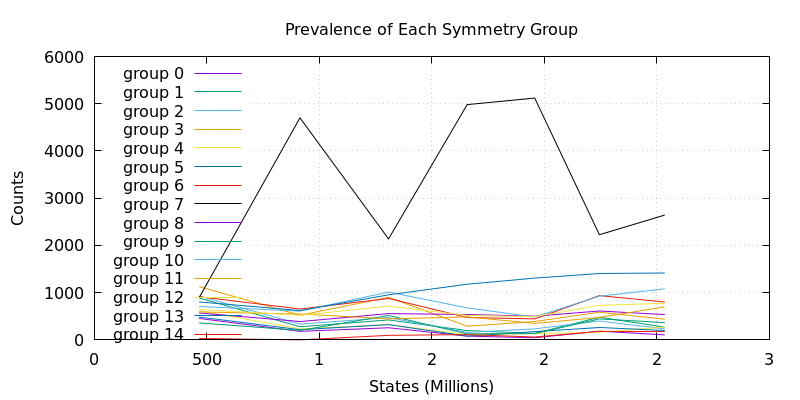 Prevalence of Each Symmetry Group
6000
5000
4000
3000
2000
1000
0
Counts
group 0
group 1
group 2
group 3
group 4
group 5
group 6
group 7
group 8
group 9
group 10
group 11
group 12
group 13
group 14
0 500 1 2 2 2 3
States (Millions)